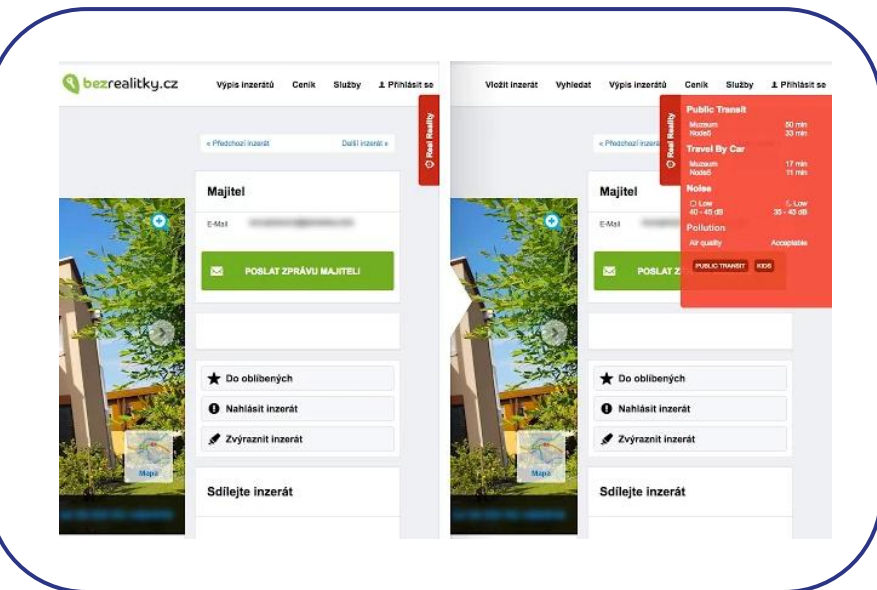 bezrealitky.cz
Výpis inzerátů Ceník Služby Přihlásit se
Real Reality
« Předchozí inzerát Další inzerát »
Majitel
E-Mail
POSLAT ZPRÁVU MAJITELI
Do oblíbených
Nahlásit inzerát
Zvýraznit inzerát
Mapa
Sdílejte inzerát
Vložit inzerát Vyhledat Výpis inzerátů Ceník Služby Přihlásit se
Real Reality
« Předchozí
Public Transit
Muzeum 50 min
Node5 33 min
Travel By Car
Muzeum 17 min
Node5 11 min
Noise
Low Low
40 - 45 dB 35 - 45 dB
Pollution
Air quality Acceptable
PUBLIC TRANSIT KIDS
Majitel
E-Mail
POSLAT
Do oblíbených
Nahlásit inzerát
Zvýraznit inzerát
Mapa
Sdílejte inzerát